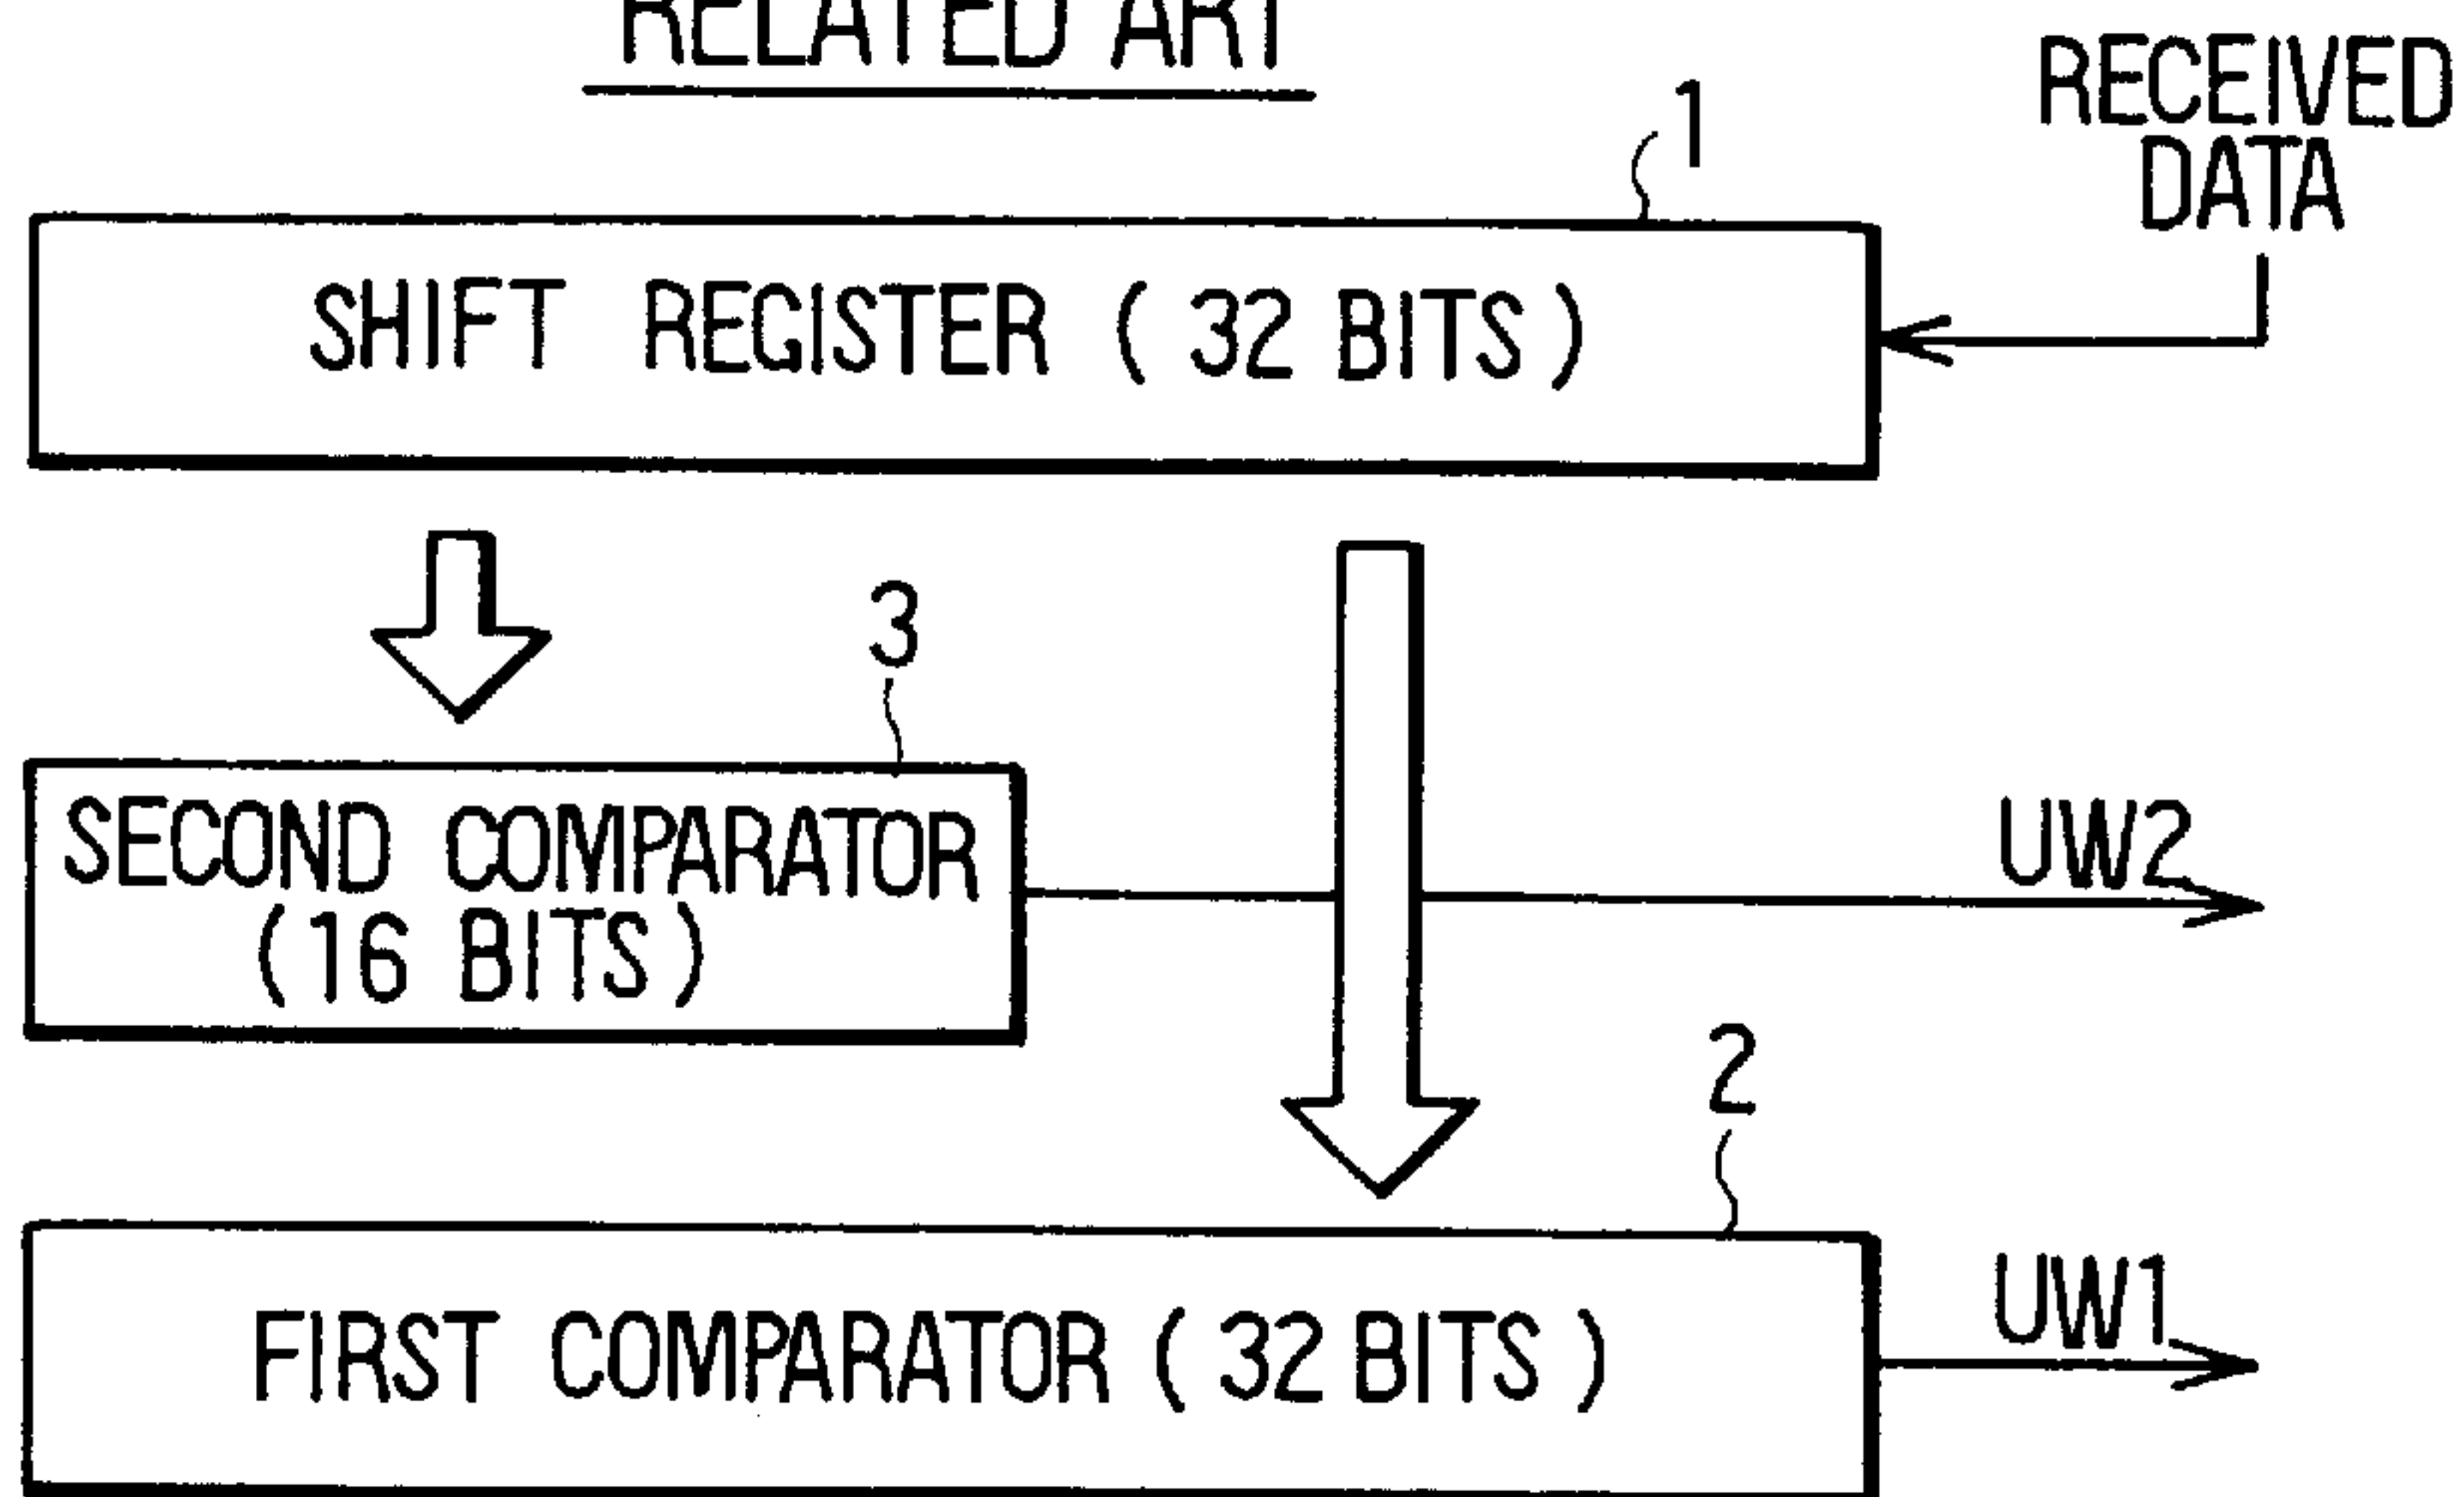 RELATED ART
1
RECEIVED
DATA
SHIFT REGISTER ( 32 BITS )
3
SECOND COMPARATOR
(16 BITS)
UW2
2
FIRST COMPARATOR ( 32 BITS )
UW1